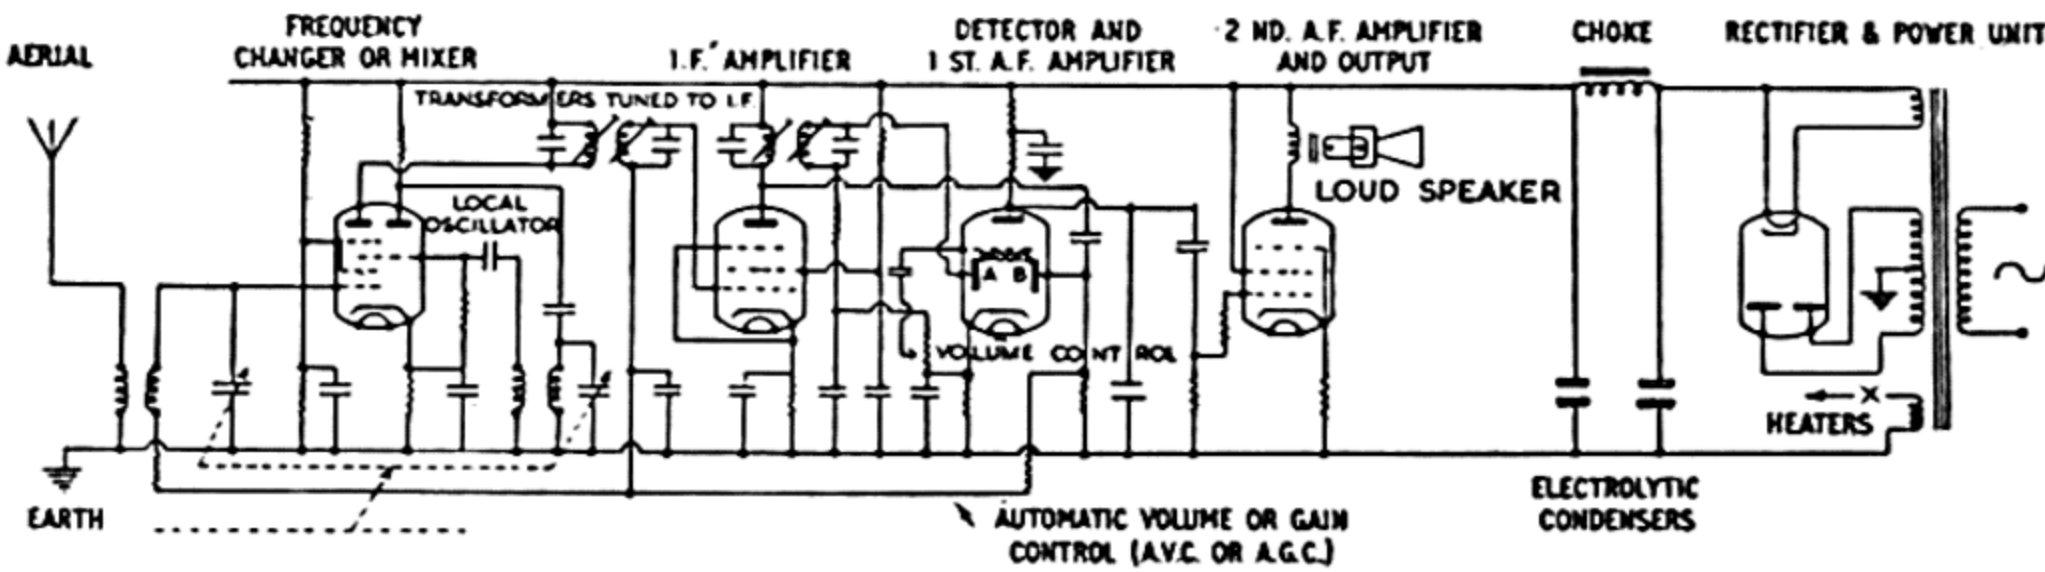 AERIAL
FREQUENCY
CHANGER OR MIXER
I.F. AMPLIFIER
DETECTOR AND
1 ST. A.F. AMPLIFIER
2 ND. A.F. AMPLIFIER
AND OUTPUT
CHOKE
RECTIFIER & POWER UNIT
TRANSFORMERS TUNED TO I.F.
LOCAL
OSCILLATOR
LOUD SPEAKER
A B
VOLUME CONTROL
X
HEATERS
EARTH
AUTOMATIC VOLUME OR GAIN
CONTROL (A.V.C. OR A.G.C.)
ELECTROLYTIC
CONDENSERS